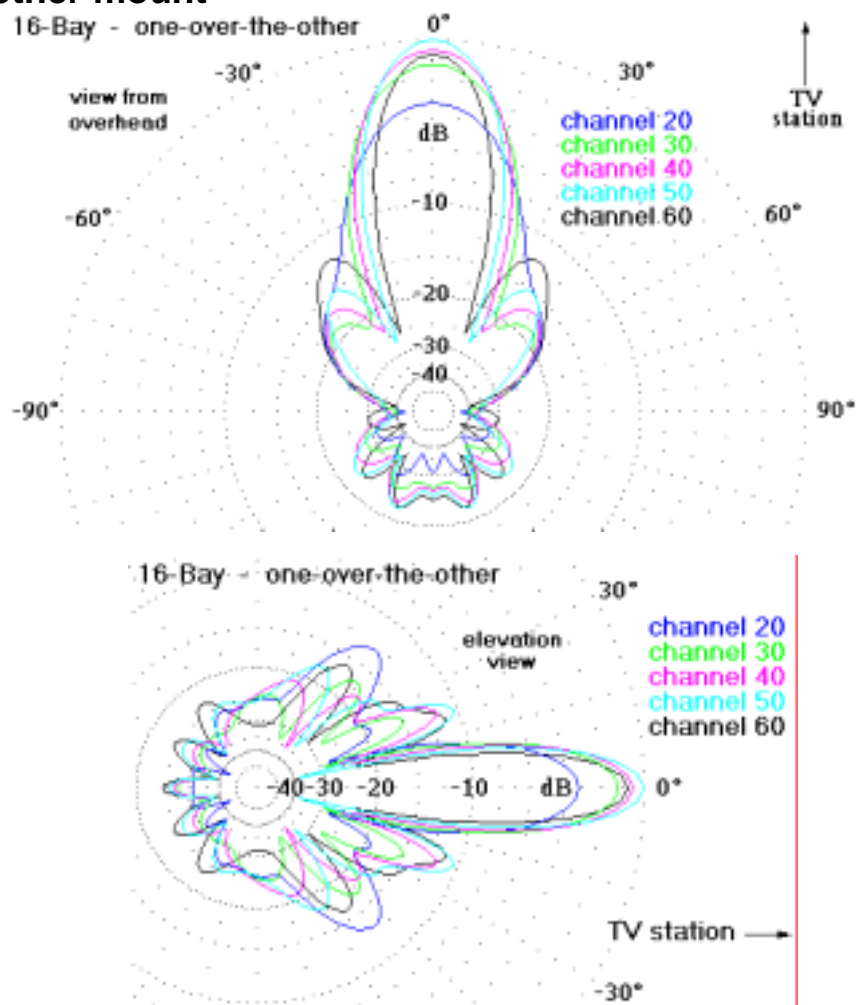 16-Bay - one-over-the-other
0°
-30°
30°
view from
overhead
TV
station
dB
channel 20
channel 30
channel 40
channel 50
channel 60
-10
-60°
60°
-20
-30
-40
-90°
90°
16-Bay - one-over-the-other
30°
elevation
view
channel 20
channel 30
channel 40
channel 50
channel 60
-40 -30 -20 -10 dB 0°
TV station
-30°